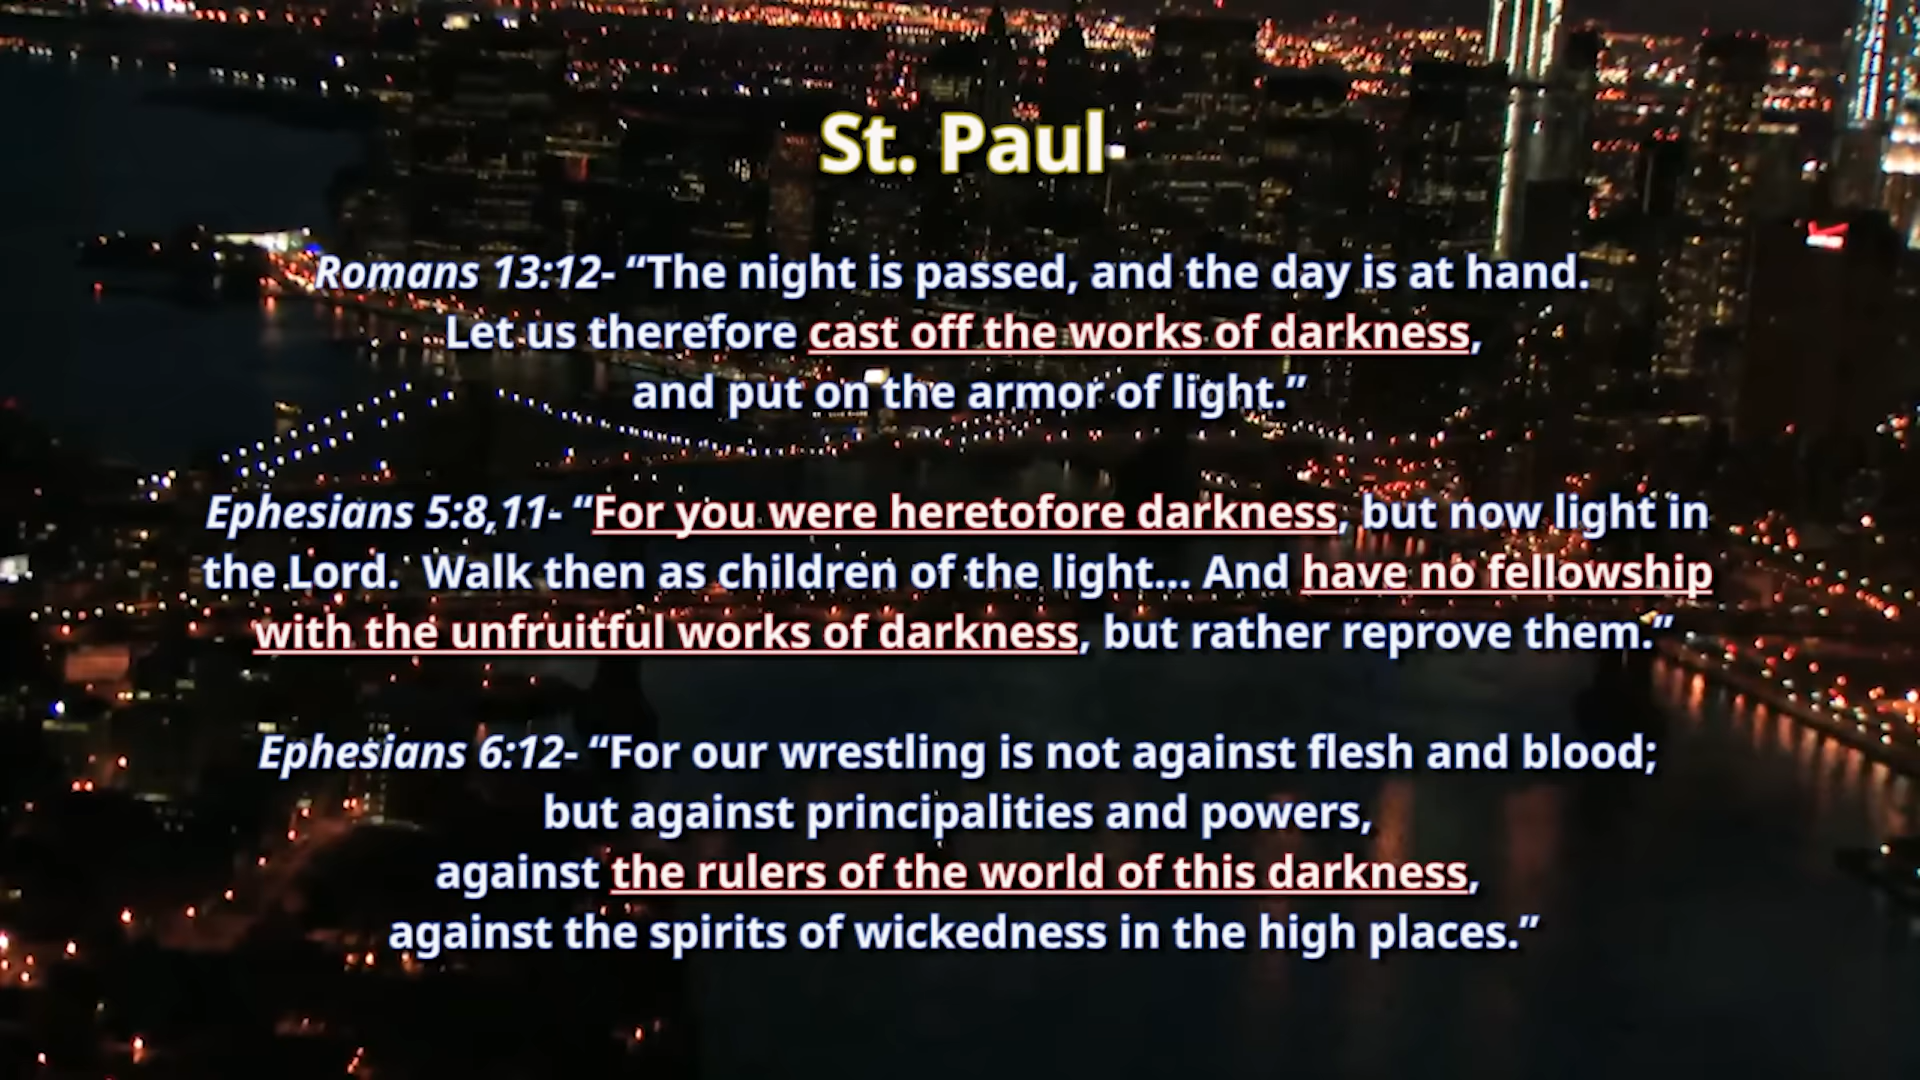 St. Paul
Romans 13:12- “The night is passed, and the day is at hand.
Let us therefore cast off the works of darkness,
and put on the armor of light.”
Ephesians 5:8,11- “For you were heretofore darkness, but now light in
the Lord.  Walk then as children of the light... And have no fellowship
with the unfruitful works of darkness, but rather reprove them.”
Ephesians 6:12- “For our wrestling is not against flesh and blood;
but against principalities and powers,
against the rulers of the world of this darkness,
against the spirits of wickedness in the high places.”